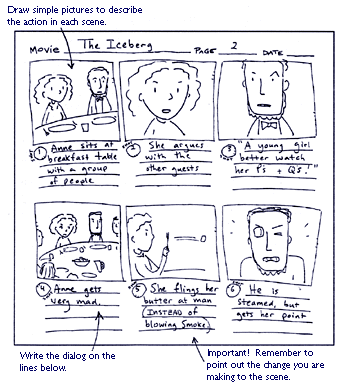 Draw simple pictures to describe
the action in each scene.
Movie The Iceberg PAGE 2 DATE
1 Anne sits at
breakfast table
with a group
of people
2 She argues
with the
other guests
3 "A young girl
better watch
her P's + Q's!"
4 Anne gets
very mad.
5 She flings her
butter at man
(INSTEAD of
blowing smoke)
6 He is
steamed, but
gets her point
Write the dialog on the
lines below.
Important! Remember to
point out the change you are
making to the scene.